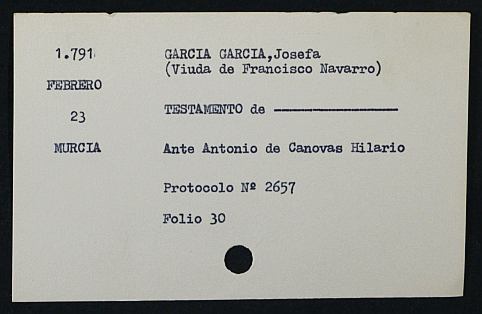 1.791
GARCIA GARCIA,Josefa
(Viuda de Francisco Navarro)
FEBRERO
23
TESTAMENTO de ——————————
MURCIA
Ante Antonio de Canovas Hilario
Protocolo Nº 2657
Folio 30